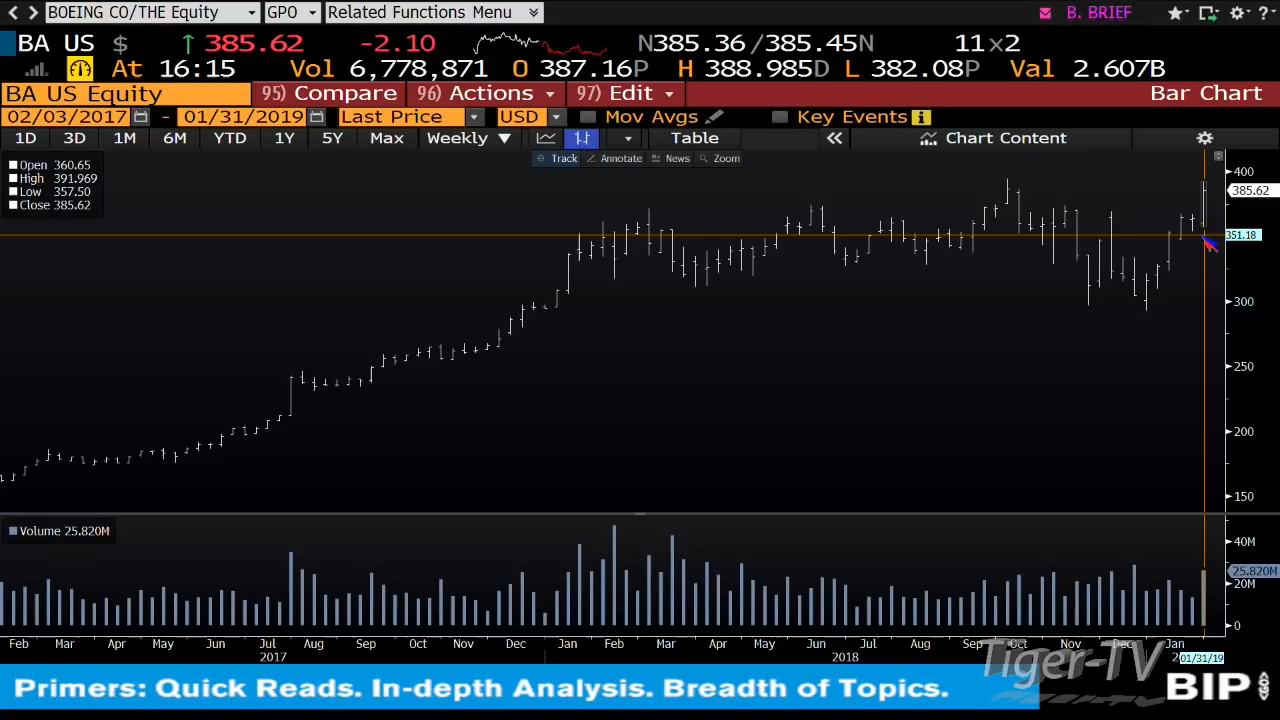 BOEING CO/THE Equity GPO Related Functions Menu B. BRIEF
BA US $ ↑ 385.62 -2.10 N385.36/385.45N 11x2
At 16:15 Vol 6,778,871 O 387.16P H 388.985D L 382.08P Val 2.607B
BA US Equity 95) Compare 96) Actions 97) Edit Bar Chart
02/03/2017 - 01/31/2019 Last Price USD Mov Avgs Key Events
1D 3D 1M 6M YTD 1Y 5Y Max Weekly ▼ Table « Chart Content
Track Annotate News Zoom
Open 360.65
High 391.969
Low 357.50
Close 385.62
400
385.62
351.18
300
250
200
150
Volume 25.820M
40M
25.820M
20M
0
Feb Mar Apr May Jun Jul Aug Sep Oct Nov Dec Jan Feb Mar Apr May Jun Jul Aug Sep Oct Nov Dec Jan
2017 2018 01/31/19
Tiger-TV
Primers: Quick Reads. In-depth Analysis. Breadth of Topics. BIP GO